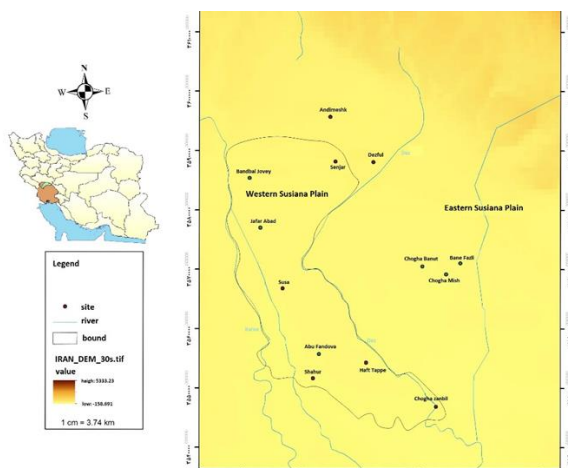 N
W
E
S
Legend
site
river
bound
IRAN_DEM_30s.tif
value
heigh: 5333.23
low: -158.691
1 cm = 3.74 km
Andimeshk
Senjar
Dezful
Bandbal Jovey
Western Susiana Plain
Eastern Susiana Plain
Jafar Abad
Chogha Banut
Bane Fazli
Chogha Mish
Susa
Abu Fandova
Haft Tappe
Shahur
Chogha zanbil